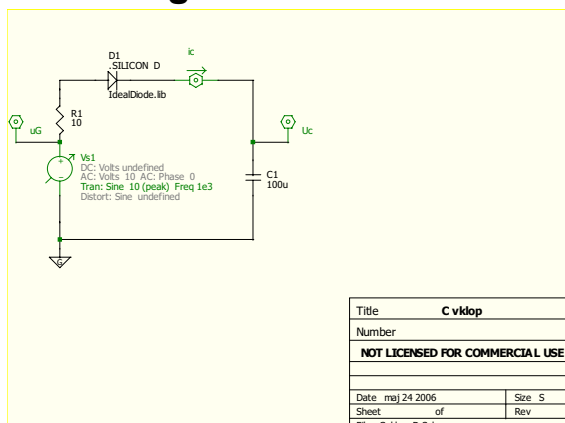 D1
.SILICON D
IdealDiode.lib
ic
R1
10
uG
Uc
Vs1
DC: Volts undefined
AC: Volts 10 AC: Phase 0
Tran: Sine 10 (peak) Freq 1e3
Distort: Sine undefined
C1
100u
G
Title C vklop
Number
NOT LICENSED FOR COMMERCIAL USE
Date maj 24 2006 Size S
Sheet of Rev